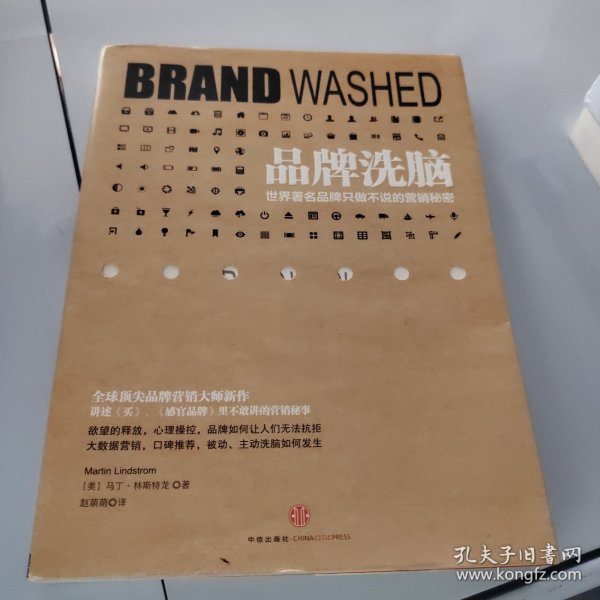 BRAND WASHED
品牌洗脑
世界著名品牌只做不说的营销秘密
全球顶尖品牌营销大师新作
讲述《买》、《感官品牌》里不敢讲的营销秘事
欲望的释放，心理操控，品牌如何让人们无法抗拒
大数据营销，口碑推荐，被动、主动洗脑如何发生
Martin Lindstrom
［美］马丁·林斯特龙◎著
赵萌萌◎译
中信出版社·CHINACITICPRESS
孔夫子旧书网
www.kongfz.com